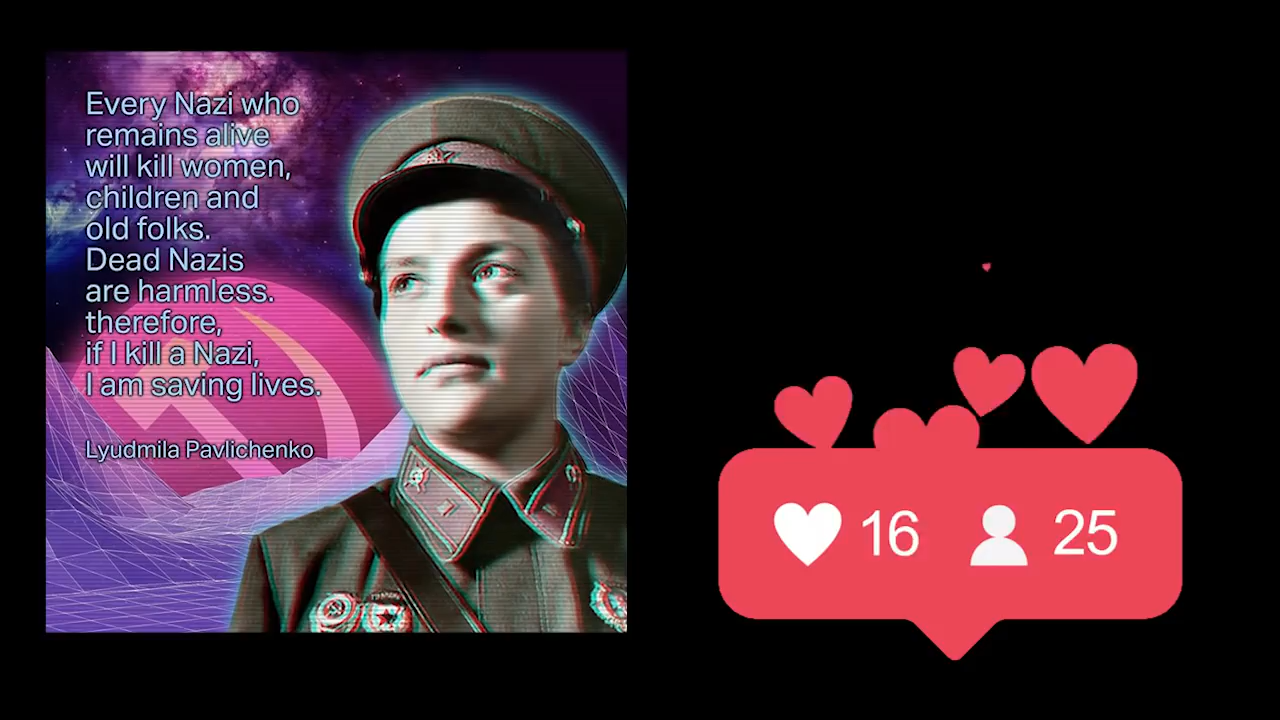 Every Nazi who
remains alive
will kill women,
children and
old folks.
Dead Nazis
are harmless.
therefore,
if I kill a Nazi,
I am saving lives.
Lyudmila Pavlichenko
16 25